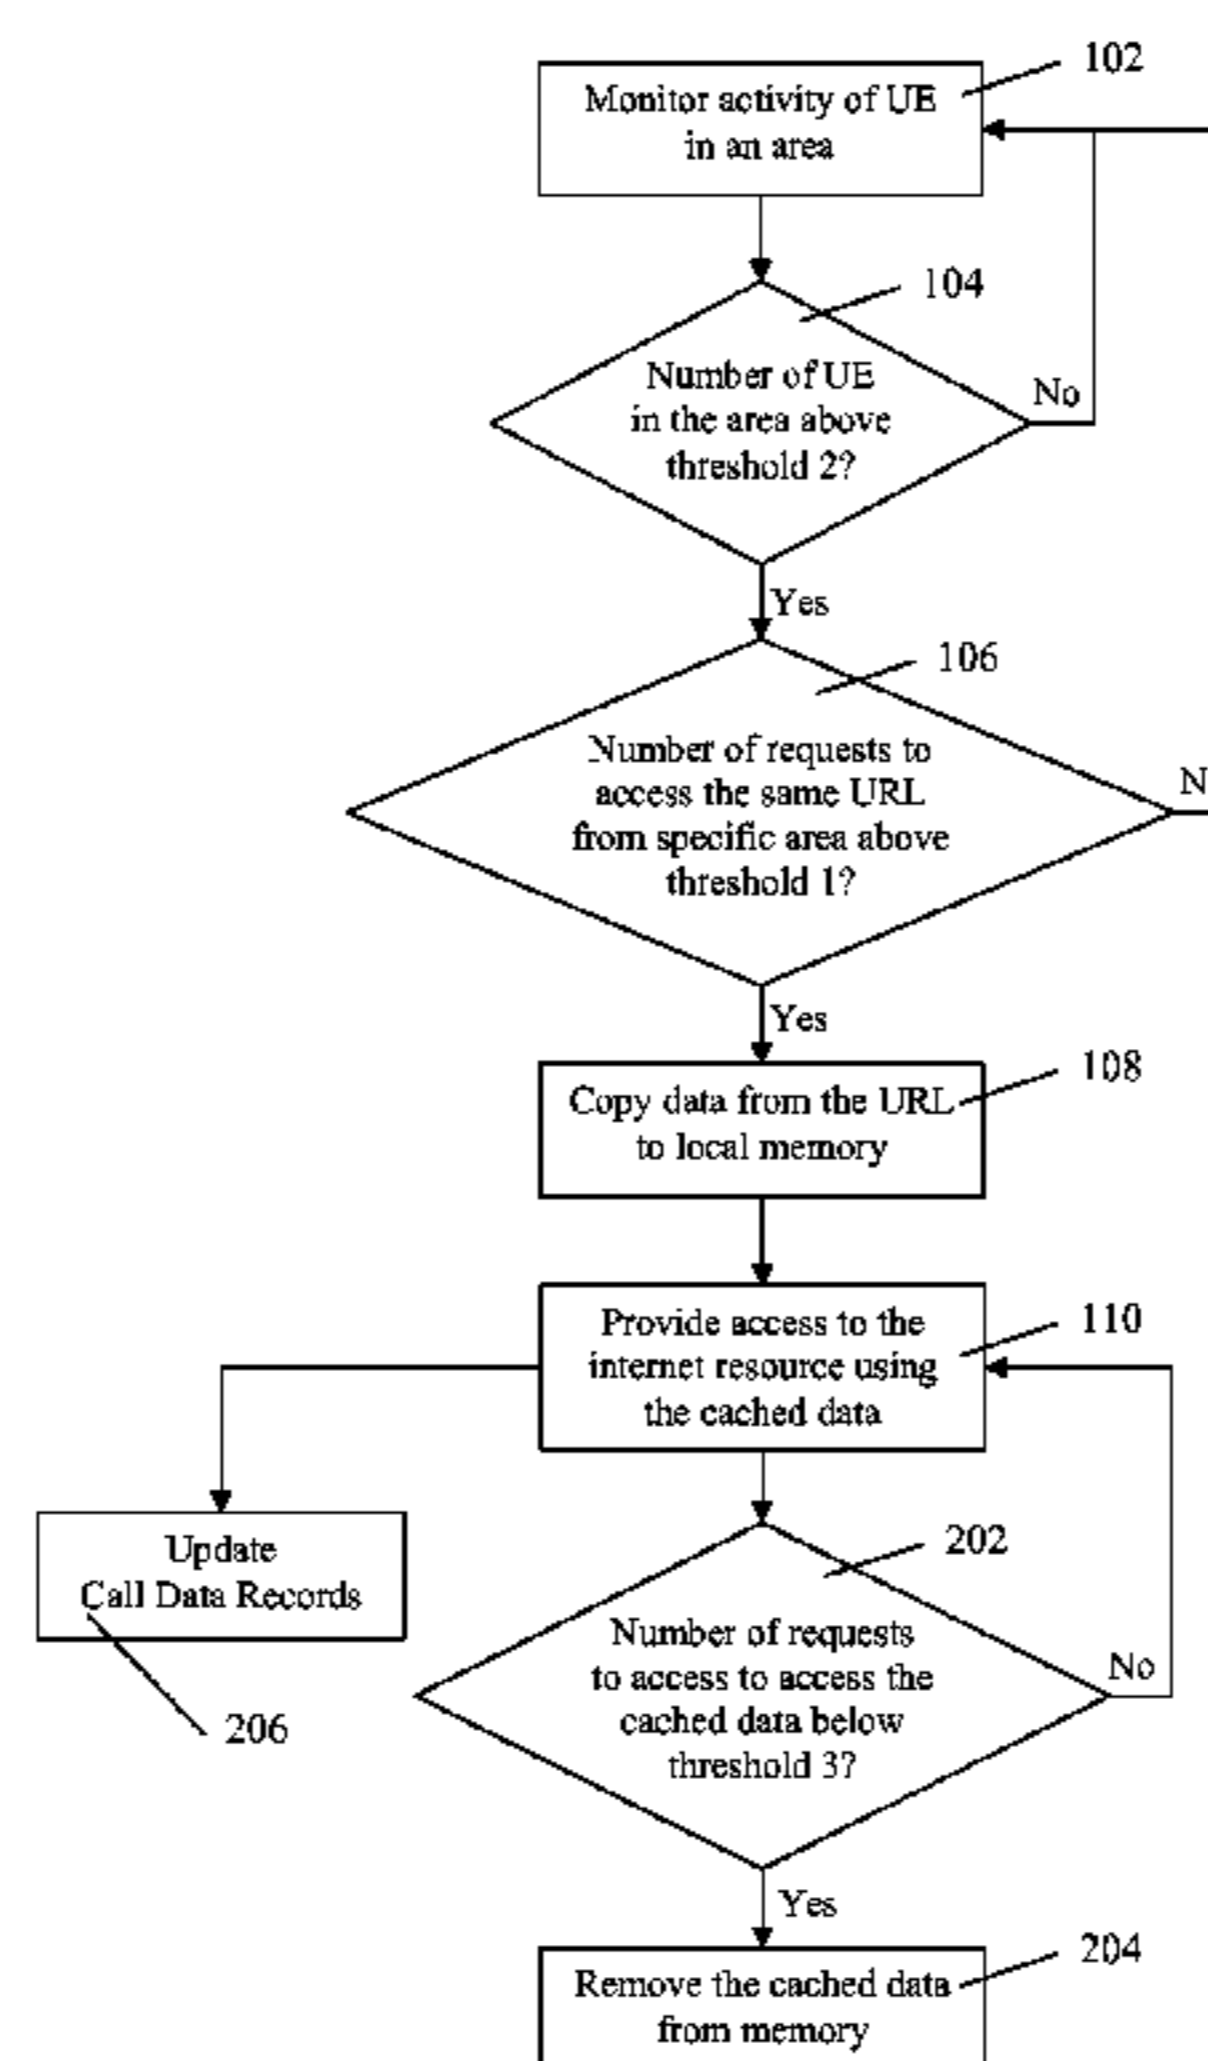 102
Monitor activity of UE
in an area
104
Number of UE
in the area above
threshold 2?
No
Yes
106
Number of requests to
access the same URL
from specific area above
threshold 1?
N
Yes
108
Copy data from the URL
to local memory
110
Provide access to the
internet resource using
the cached data
Update
Call Data Records
206
202
Number of requests
to access to access the
cached data below
threshold 3?
No
Yes
204
Remove the cached data
from memory